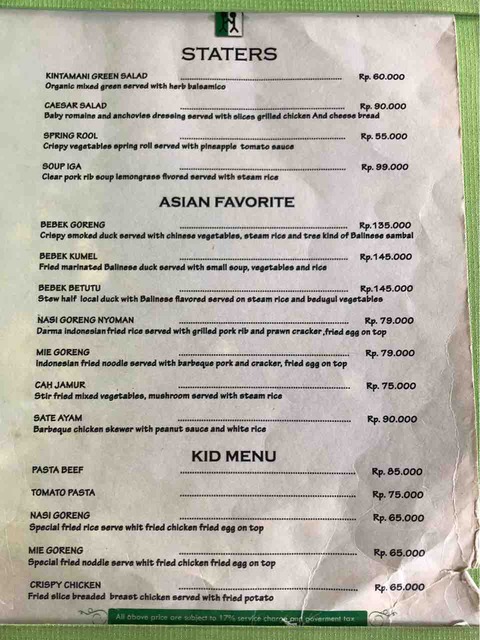 STATERS
KINTAMANI GREEN SALAD Rp. 60.000
Organic mixed green served with herb balsamico
CAESAR SALAD Rp. 90.000
Baby romaine and anchovies dressing served with slices grilled chicken And cheese bread
SPRING ROOL Rp. 55.000
Crispy vegetables spring roll served with pineapple tomato sauce
SOUP IGA Rp. 99.000
Clear pork rib soup lemongrass flvored served with steam rice
ASIAN FAVORITE
BEBEK GORENG Rp.135.000
Crispy smoked duck served with chinese vegetables, steam rice and tree kind of Balinese sambal
BEBEK KUMEL Rp.145.000
Fried marinated Balinese duck served with small soup, vegetables and rice
BEBEK BETUTU Rp.145.000
Stew half local duck with Balinese flavored served on steam rice and bedugul vegetables
NASI GORENG NYOMAN Rp. 79.000
Darma indonesian fried rice served with grilled pork rib and prawn cracker,fried egg on top
MIE GORENG Rp. 79.000
Indonesian fried noodle served with barbeque pork and cracker, fried egg on top
CAH JAMUR Rp. 75.000
Stir fried mixed vegetables, mushroom served with steam rice
SATE AYAM Rp. 90.000
Barbeque chicken skewer with peanut sauce and white rice
KID MENU
PASTA BEEF Rp. 85.000
TOMATO PASTA Rp. 75.000
NASI GORENG Rp. 65.000
Special fried rice serve whit fried chicken fried egg on top
MIE GORENG Rp. 65.000
Special fried noddle serve whit fried chicken fried egg on top
CRISPY CHICKEN Rp. 65.000
Fried slice breaded breast chicken served with fried potato
All above price are subject to 17% service charge and goverment tax